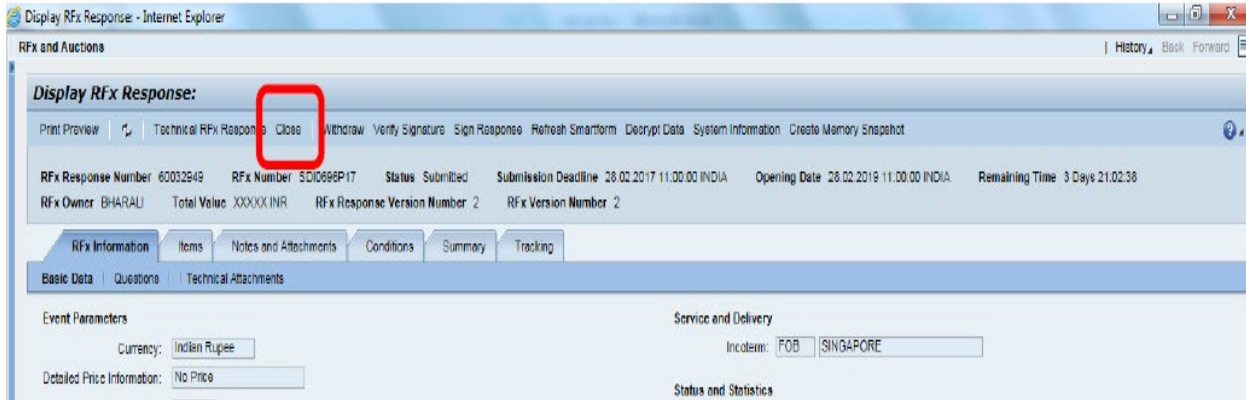 Display RFx Response: - Internet Explorer
RFx and Auctions
History Back Forward
Display RFx Response:
Print Preview Technical RFx Response Close Withdraw Verify Signature Sign Response Refresh Smartform Decrypt Data System Information Create Memory Snapshot
RFx Response Number 60032949 RFx Number SDI0696P17 Status Submitted Submission Deadline 28.02.2017 11:00:00 INDIA Opening Date 28.02.2019 11:00:00 INDIA Remaining Time 3 Days 21:02:38
RFx Owner BHARALI Total Value XXXXX INR RFx Response Version Number 2 RFx Version Number 2
RFx Information Items Notes and Attachments Conditions Summary Tracking
Basic Data Questions Technical Attachments
Event Parameters Service and Delivery
Currency: Indian Rupee Incoterm: FOB SINGAPORE
Detailed Price Information: No Price
Status and Statistics